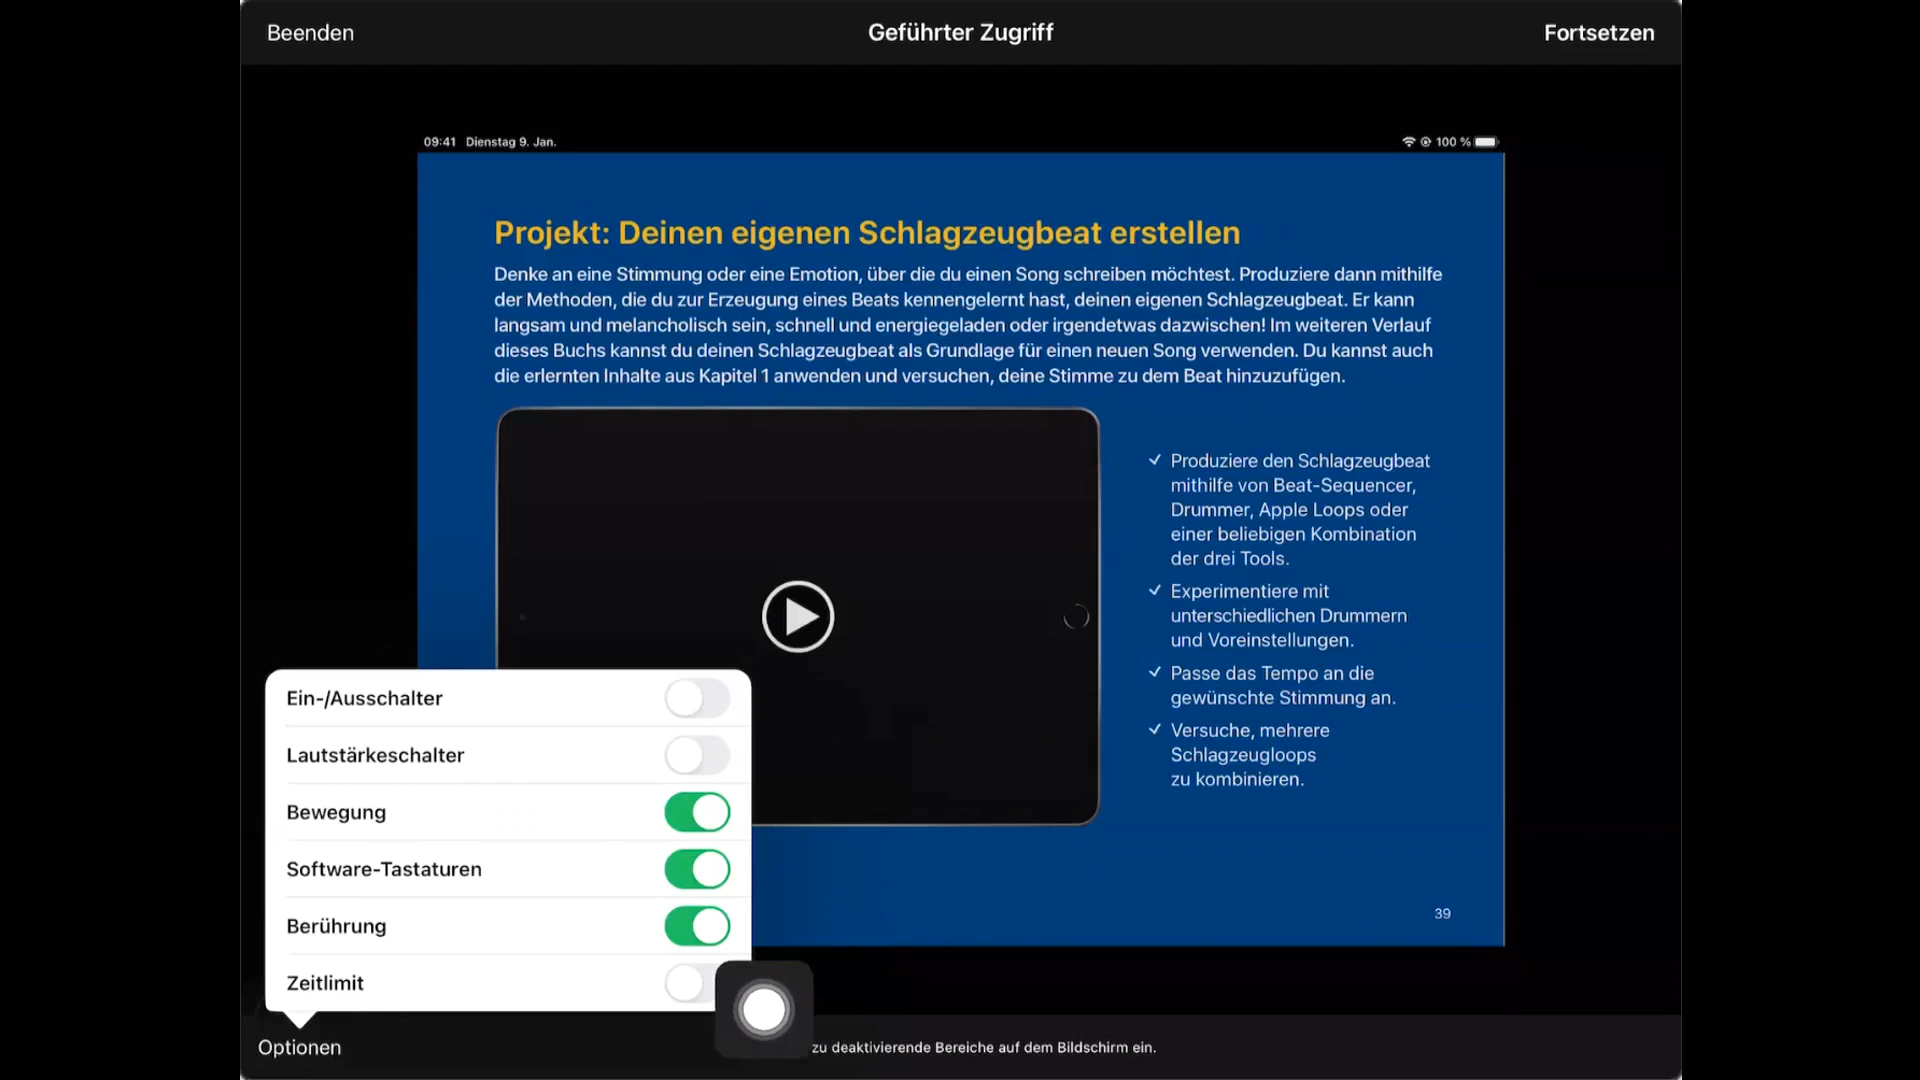 Beenden
Geführter Zugriff
Fortsetzen
09:41 Dienstag 9. Jan.
100 %
Projekt: Deinen eigenen Schlagzeugbeat erstellen
Denke an eine Stimmung oder eine Emotion, über die du einen Song schreiben möchtest. Produziere dann mithilfe
der Methoden, die du zur Erzeugung eines Beats kennengelernt hast, deinen eigenen Schlagzeugbeat. Er kann
langsam und melancholisch sein, schnell und energiegeladen oder irgendetwas dazwischen! Im weiteren Verlauf
dieses Buchs kannst du deinen Schlagzeugbeat als Grundlage für einen neuen Song verwenden. Du kannst auch
die erlernten Inhalte aus Kapitel 1 anwenden und versuchen, deine Stimme zu dem Beat hinzuzufügen.
✓ Produziere den Schlagzeugbeat
mithilfe von Beat-Sequencer,
Drummer, Apple Loops oder
einer beliebigen Kombination
der drei Tools.
✓ Experimentiere mit
unterschiedlichen Drummern
und Voreinstellungen.
✓ Passe das Tempo an die
gewünschte Stimmung an.
✓ Versuche, mehrere
Schlagzeugloops
zu kombinieren.
39
Ein-/Ausschalter
Lautstärkeschalter
Bewegung
Software-Tastaturen
Berührung
Zeitlimit
Optionen
zu deaktivierende Bereiche auf dem Bildschirm ein.